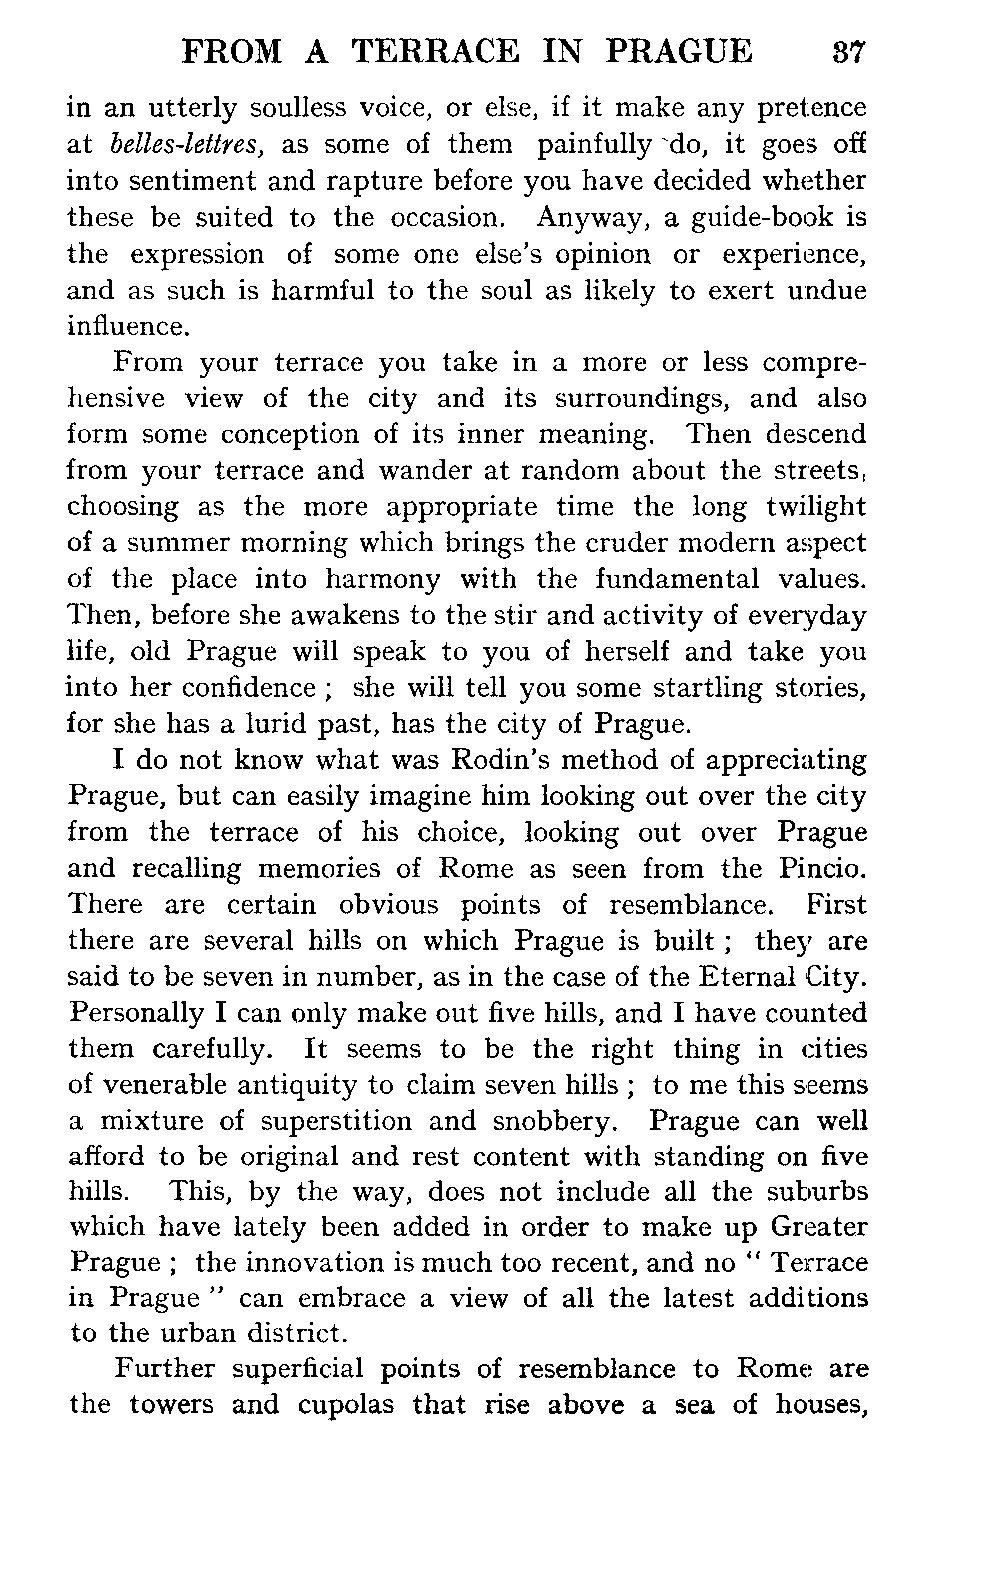 FROM A TERRACE IN PRAGUE 37
in an utterly soulless voice, or else, if it make any pretence
at belles-lettres, as some of them painfully do, it goes off
into sentiment and rapture before you have decided whether
these be suited to the occasion. Anyway, a guide-book is
the expression of some one else's opinion or experience,
and as such is harmful to the soul as likely to exert undue
influence.
From your terrace you take in a more or less compre-
hensive view of the city and its surroundings, and also
form some conception of its inner meaning. Then descend
from your terrace and wander at random about the streets,
choosing as the more appropriate time the long twilight
of a summer morning which brings the cruder modern aspect
of the place into harmony with the fundamental values.
Then, before she awakens to the stir and activity of everyday
life, old Prague will speak to you of herself and take you
into her confidence ; she will tell you some startling stories,
for she has a lurid past, has the city of Prague.
I do not know what was Rodin's method of appreciating
Prague, but can easily imagine him looking out over the city
from the terrace of his choice, looking out over Prague
and recalling memories of Rome as seen from the Pincio.
There are certain obvious points of resemblance. First
there are several hills on which Prague is built ; they are
said to be seven in number, as in the case of the Eternal City.
Personally I can only make out five hills, and I have counted
them carefully. It seems to be the right thing in cities
of venerable antiquity to claim seven hills ; to me this seems
a mixture of superstition and snobbery. Prague can well
afford to be original and rest content with standing on five
hills. This, by the way, does not include all the suburbs
which have lately been added in order to make up Greater
Prague ; the innovation is much too recent, and no " Terrace
in Prague " can embrace a view of all the latest additions
to the urban district.
Further superficial points of resemblance to Rome are
the towers and cupolas that rise above a sea of houses,